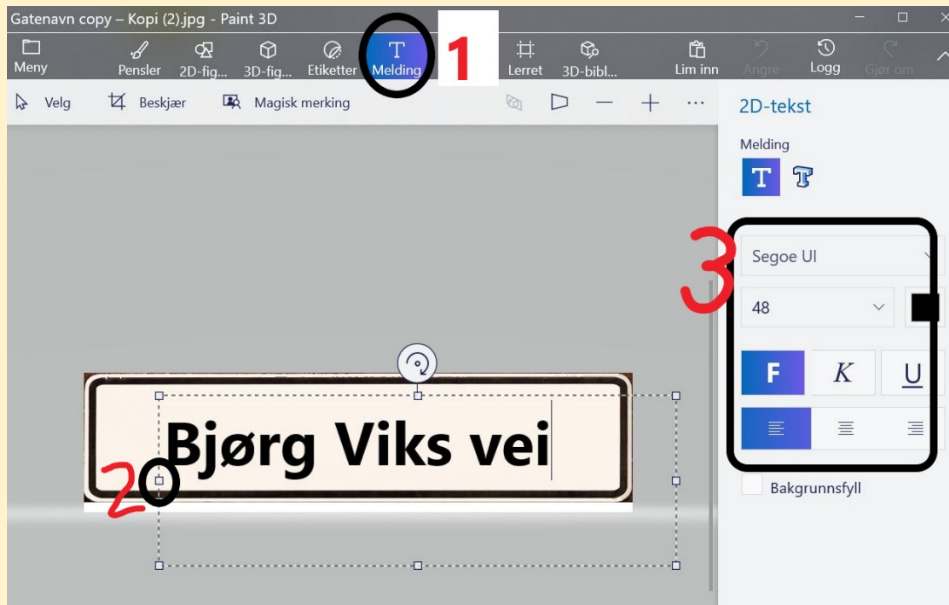 Gatenavn copy – Kopi (2).jpg - Paint 3D
Meny Pensler 2D-fig... 3D-fig... Etiketter Melding 1 Lerret 3D-bibl... Lim inn Angre Logg Gjør om
Velg Beskjær Magisk merking
2D-tekst
Melding
T T
3
Segoe UI
48
F K U
Bjørg Viks vei
2
Bakgrunnsfyll